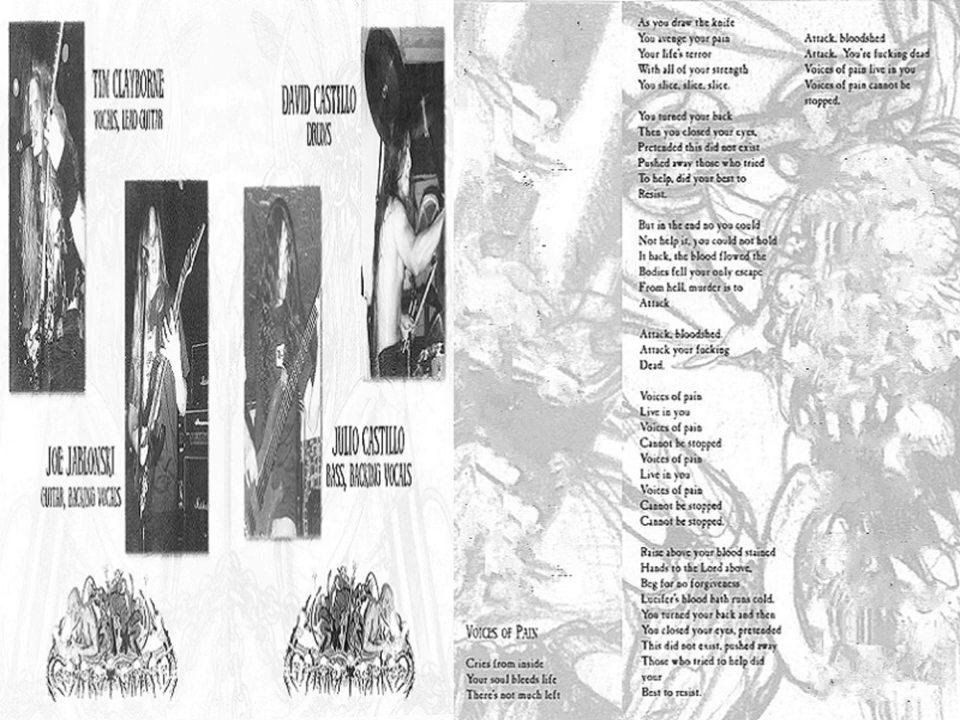 TIM CLAYBORNE
VOCALS, LEAD GUITAR
DAVID CASTILLO
DRUMS
JOE JABLONSKI
GUITAR, BACKING VOCALS
JULIO CASTILLO
BASS, BACKING VOCALS
VOICES OF PAIN
Cries from inside
Your soul bleeds life
There's not much left
As you draw the knife
You avenge your pain
Your life's terror
With all of your strength
You slice, slice, slice.
You turned your back
Then you closed your eyes,
Pretended this did not exist
Pushed away those who tried
To help, did your best to
Resist.
But in the end no you could
Not help it, you could not hold
It back, the blood flowed the
Bodies fell your only escape
From hell, murder is to
Attack
Attack, bloodshed
Attack your fucking
Dead.
Voices of pain
Live in you
Voices of pain
Cannot be stopped
Voices of pain
Live in you
Voices of pain
Cannot be stopped
Cannot be stopped.
Raise above your blood stained
Hands to the Lord above,
Beg for no forgiveness
Lucifer's blood bath runs cold.
You turned your back and then
You closed your eyes, pretended
This did not exist, pushed away
Those who tried to help did
your
Best to resist.
Attack, bloodshed
Attack. You're fucking dead
Voices of pain live in you
Voices of pain cannot be
stopped.